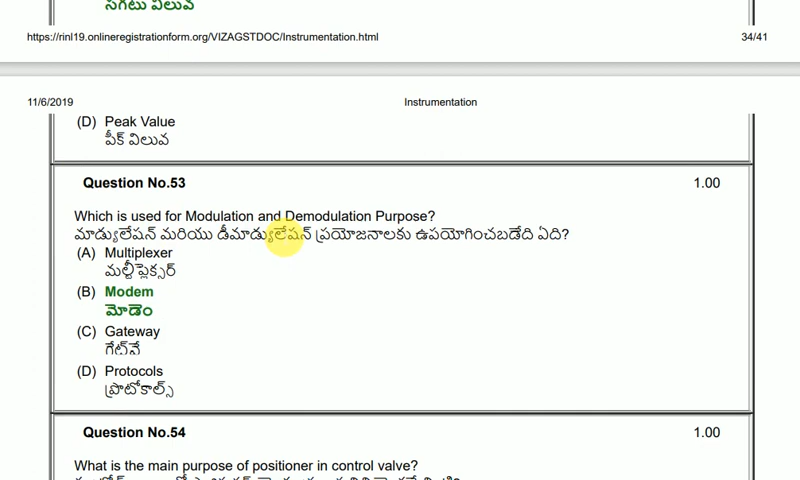 సగటు విలువ
https://rinl19.onlineregistrationform.org/VIZAGSTDOC/Instrumentation.html 34/41
11/6/2019 Instrumentation
(D) Peak Value
పీక్ విలువ
Question No.53 1.00
Which is used for Modulation and Demodulation Purpose?
మాడ్యులేషన్ మరియు డీమాడ్యులేషన్ ప్రయోజనాలకు ఉపయోగించబడేది ఏది?
(A) Multiplexer
మల్టీప్లెక్సర్
(B) Modem
మోడెం
(C) Gateway
గేట్‌వే
(D) Protocols
ప్రొటోకాల్స్
Question No.54 1.00
What is the main purpose of positioner in control valve?